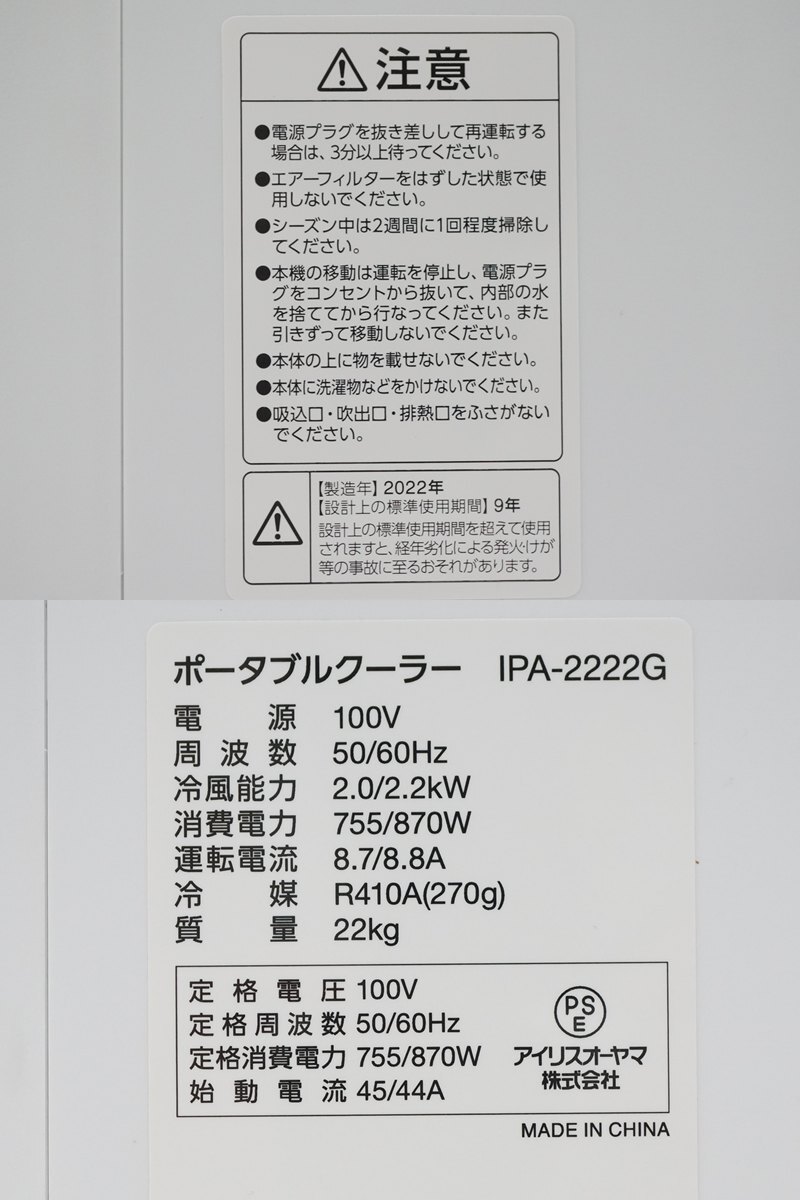 注意
●電源プラグを抜き差しして再運転する
場合は、3分以上待ってください。
●エアーフィルターをはずした状態で使
用しないでください。
●シーズン中は2週間に1回程度掃除し
てください。
●本機の移動は運転を停止し、電源プラ
グをコンセントから抜いて、内部の水
を捨ててから行なってください。また
引きずって移動しないでください。
●本体の上に物を載せないでください。
●本体に洗濯物などをかけないでください。
●吸込口・吹出口・排熱口をふさがない
でください。
【製造年】2022年
【設計上の標準使用期間】9年
設計上の標準使用期間を超えて使用
されますと、経年劣化による発火・けが
等の事故に至るおそれがあります。
ポータブルクーラー IPA-2222G
電源 100V
周波数 50/60Hz
冷風能力 2.0/2.2kW
消費電力 755/870W
運転電流 8.7/8.8A
冷媒 R410A(270g)
質量 22kg
定格電圧 100V
定格周波数 50/60Hz
定格消費電力 755/870W
始動電流 45/44A
PSE
アイリスオーヤマ
株式会社
MADE IN CHINA